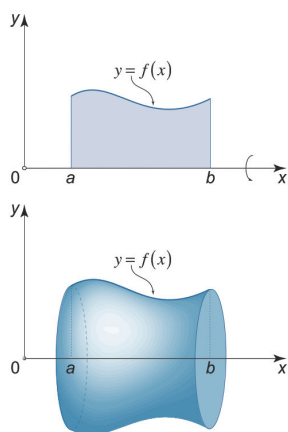 y
y = f(x)
0 a b x
y
y = f(x)
0 a b x